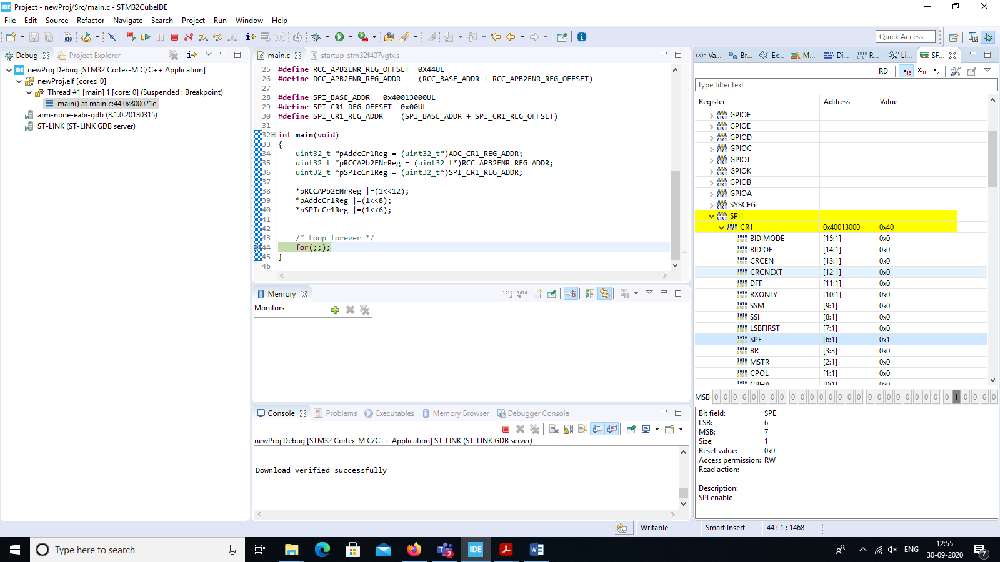 Project - newProj/Src/main.c - STM32CubeIDE
File Edit Source Refactor Navigate Search Project Run Window Help
Quick Access
Debug
Project Explorer
newProj Debug [STM32 Cortex-M C/C++ Application]
newProj.elf [cores: 0]
Thread #1 [main] 1 [core: 0] (Suspended : Breakpoint)
main() at main.c:44 0x800021e
arm-none-eabi-gdb (8.1.0.20180315)
ST-LINK (ST-LINK GDB server)
main.c
startup_stm32f407vgtx.s
25 #define RCC_APB2ENR_REG_OFFSET 0X44UL
26 #define RCC_APB2ENR_REG_ADDR (RCC_BASE_ADDR + RCC_APB2ENR_REG_OFFSET)
27
28 #define SPI_BASE_ADDR 0x40013000UL
29 #define SPI_CR1_REG_OFFSET 0x00UL
30 #define SPI_CR1_REG_ADDR (SPI_BASE_ADDR + SPI_CR1_REG_OFFSET)
31
32 int main(void)
33 {
34 uint32_t *pAddcCr1Reg = (uint32_t*)ADC_CR1_REG_ADDR;
35 uint32_t *pRCCAPb2ENrReg = (uint32_t*)RCC_APB2ENR_REG_ADDR;
36 uint32_t *pSPIcCr1Reg = (uint32_t*)SPI_CR1_REG_ADDR;
37
38 *pRCCAPb2ENrReg |=(1<<12);
39 *pAddcCr1Reg |=(1<<8);
40 *pSPIcCr1Reg |=(1<<6);
41
42
43 /* Loop forever */
44 for(;;);
45 }
46
Memory
Monitors
Console Problems Executables Memory Browser Debugger Console
newProj Debug [STM32 Cortex-M C/C++ Application] ST-LINK (ST-LINK GDB server)
Download verified successfully
(x)= Va... Br... Ex... M... Di... R... Li... SF...
RD X16 X10 X2
type filter text
Register Address Value
GPIOF
GPIOE
GPIOD
GPIOC
GPIOJ
GPIOK
GPIOB
GPIOA
SYSCFG
SPI1
CR1 0x40013000 0x40
BIDIMODE [15:1] 0x0
BIDIOE [14:1] 0x0
CRCEN [13:1] 0x0
CRCNEXT [12:1] 0x0
DFF [11:1] 0x0
RXONLY [10:1] 0x0
SSM [9:1] 0x0
SSI [8:1] 0x0
LSBFIRST [7:1] 0x0
SPE [6:1] 0x1
BR [3:3] 0x0
MSTR [2:1] 0x0
CPOL [1:1] 0x0
CPHA [0:1] 0x0
MSB 0 0 0 0 0 0 0 0 0 0 0 0 0 0 0 0 0 0 0 0 0 0 0 0 0 1 0 0 0 0
Bit field: SPE
LSB: 6
MSB: 7
Size: 1
Reset value: 0x0
Access permission: RW
Read action:
Description:
SPI enable
Writable
Smart Insert
44 : 1 : 1468
Type here to search
IDE
2
ENG
12:55
30-09-2020
7